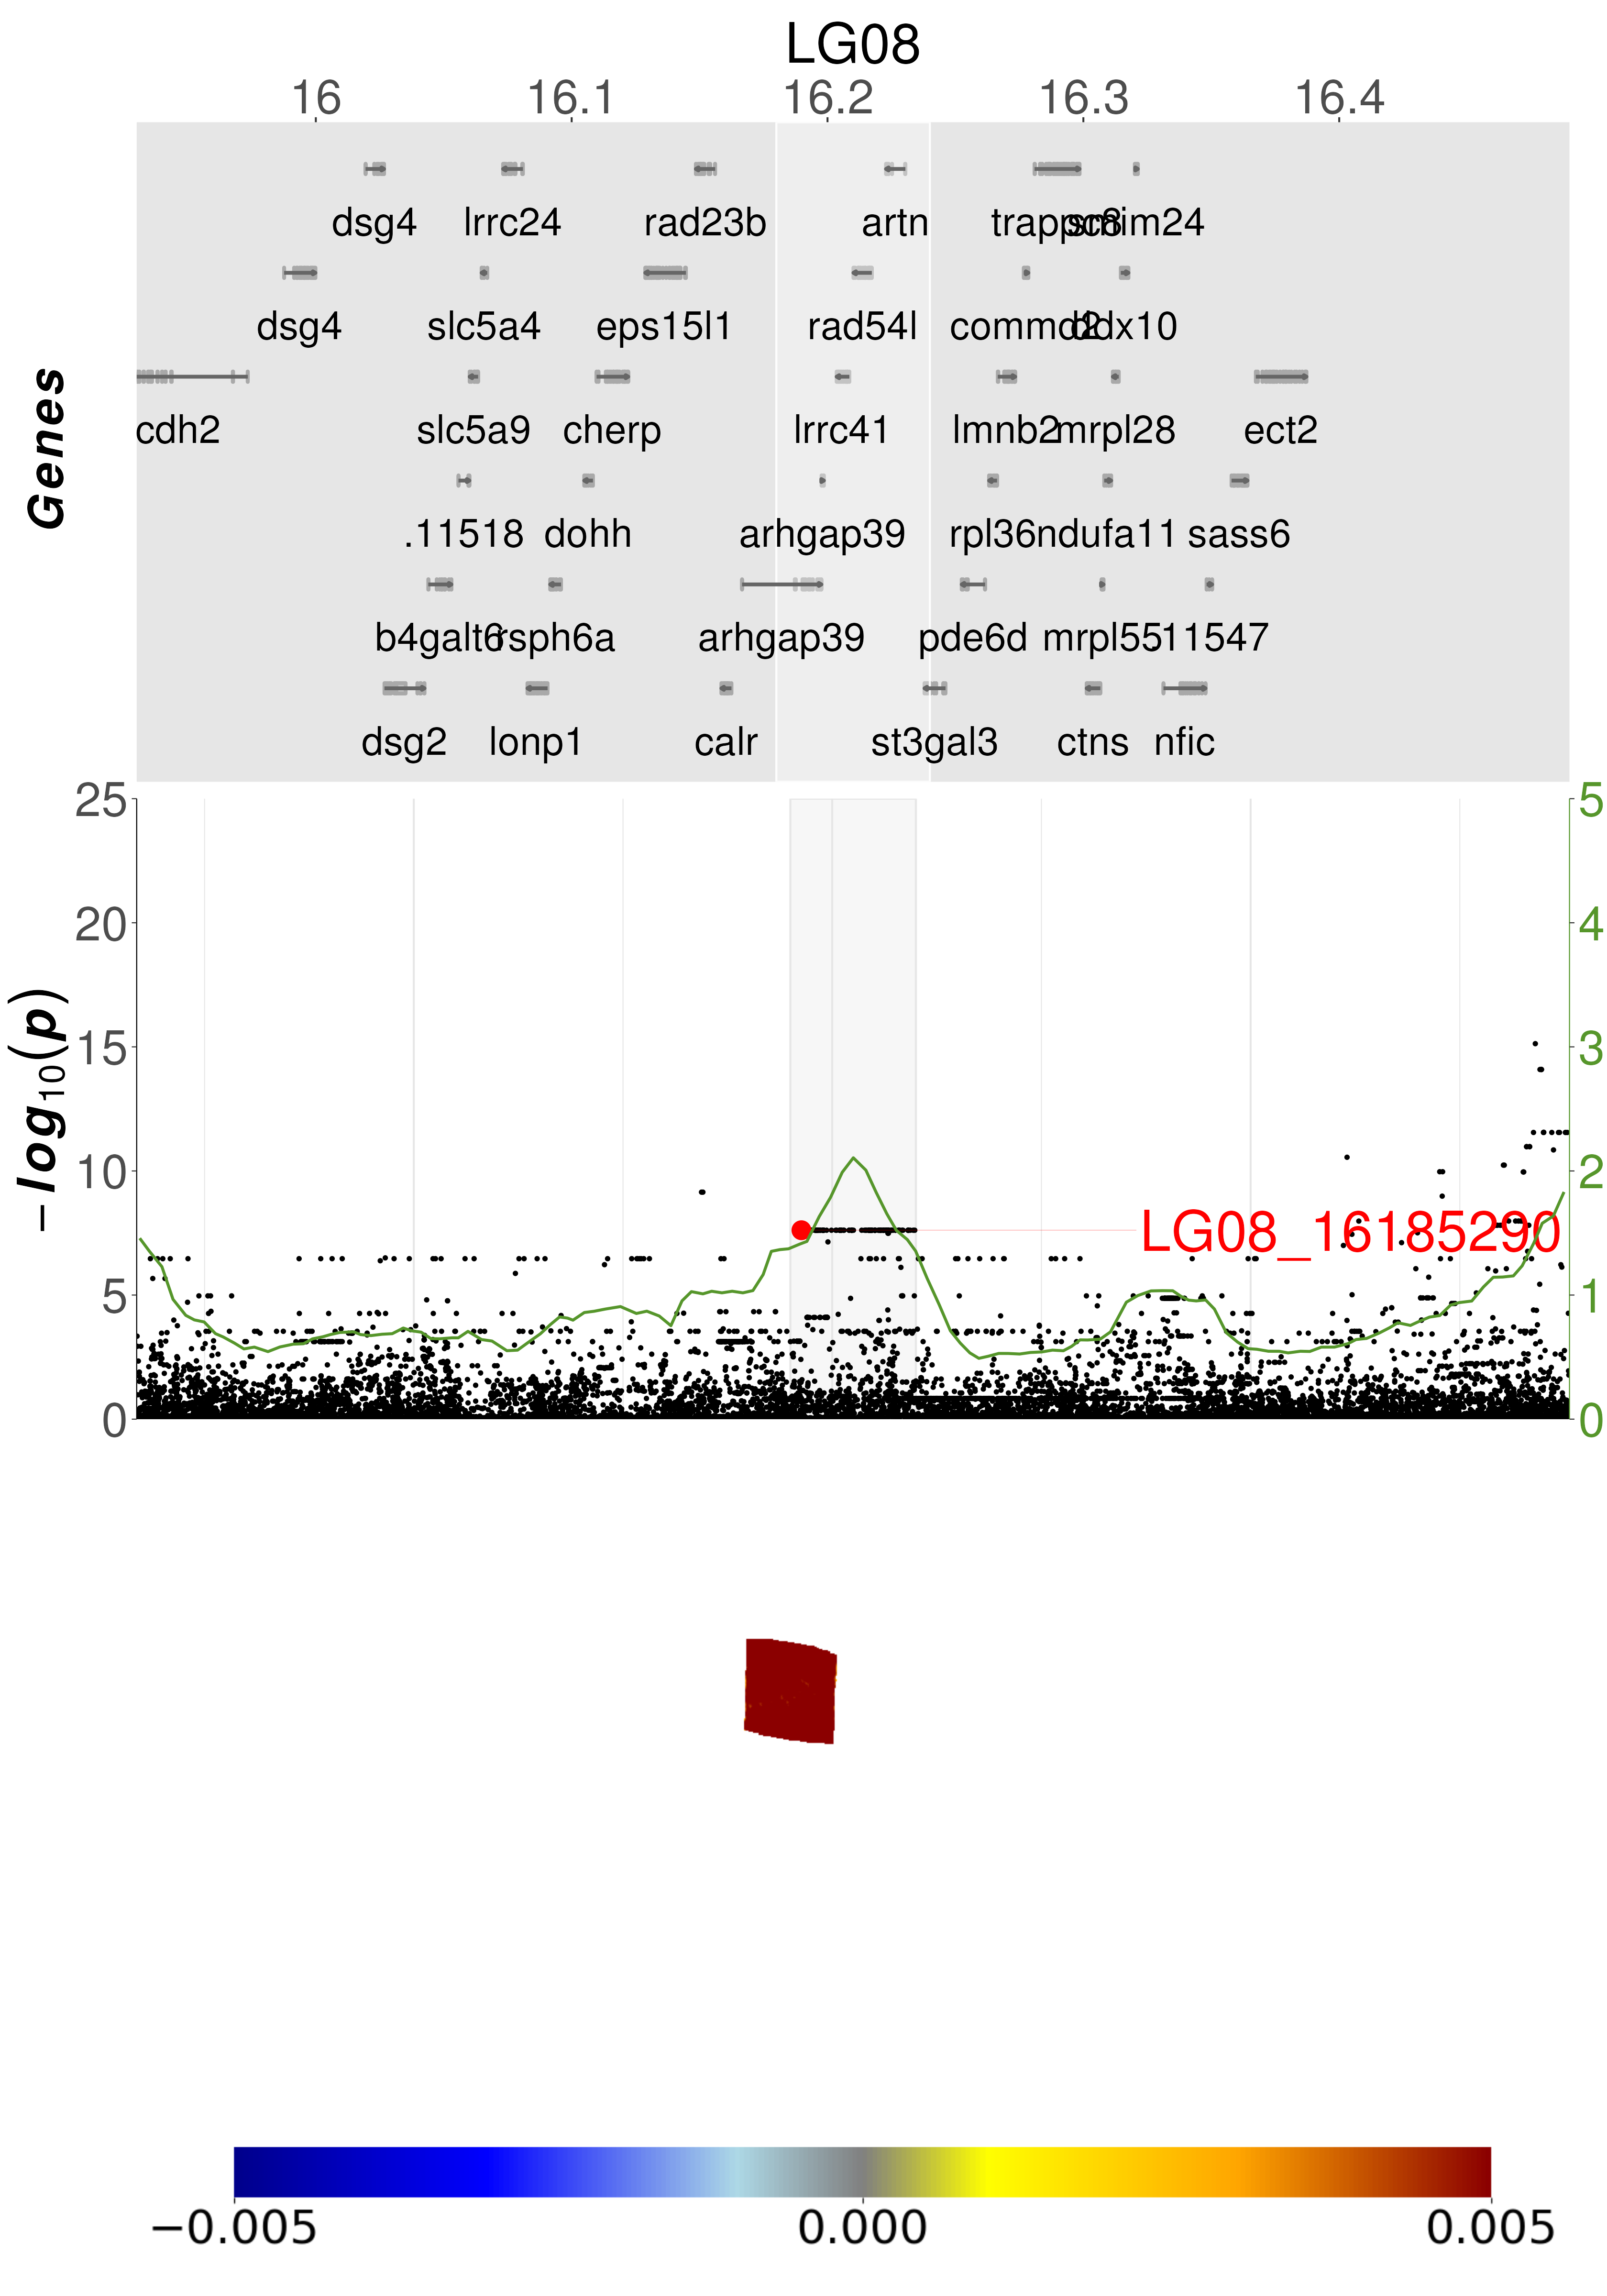 LG08
16 16.1 16.2 16.3 16.4
Genes
dsg4 lrrc24 rad23b artn trappc8 smim24
dsg4 slc5a4 eps15l1 rad54l commd2 ddx10
cdh2 slc5a9 cherp lrrc41 lmnb2 mrpl28 ect2
.11518 dohh arhgap39 rpl36 ndufa11 sass6
b4galt6 rsph6a arhgap39 pde6d mrpl55 .11547
dsg2 lonp1 calr st3gal3 ctns nfic
−log10(p)
25 5
20 4
15 3
10 2
LG08_16185290
5 1
0 0
−0.005 0.000 0.005